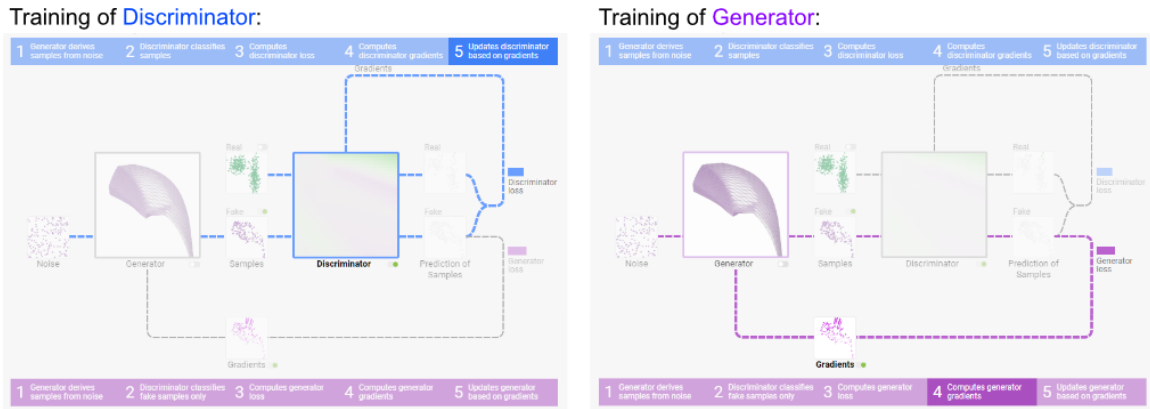 Training of Discriminator:
1 Generator derives samples from noise
2 Discriminator classifies samples
3 Computes discriminator loss
4 Computes discriminator gradients
5 Updates discriminator based on gradients
Gradients
Real
Fake
Discriminator loss
Generator loss
Noise
Generator
Samples
Discriminator
Prediction of Samples
Gradients
1 Generator derives samples from noise
2 Discriminator classifies fake samples only
3 Computes generator loss
4 Computes generator gradients
5 Updates generator based on gradients
Training of Generator:
1 Generator derives samples from noise
2 Discriminator classifies samples
3 Computes discriminator loss
4 Computes discriminator gradients
5 Updates discriminator based on gradients
Gradients
Real
Fake
Discriminator loss
Generator loss
Noise
Generator
Samples
Discriminator
Prediction of Samples
Gradients
1 Generator derives samples from noise
2 Discriminator classifies fake samples only
3 Computes generator loss
4 Computes generator gradients
5 Updates generator based on gradients